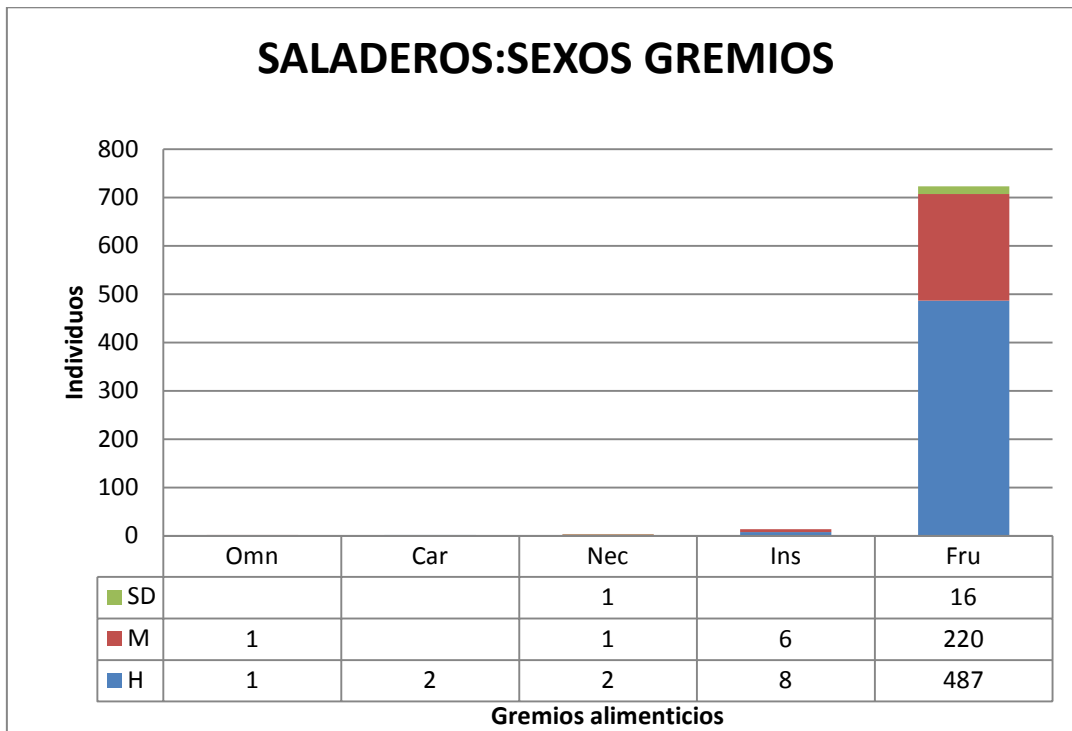 SALADEROS:SEXOS GREMIOS
800
700
600
500
400
300
200
100
0
Individuos
Omn Car Nec Ins Fru
SD 1 16
M 1 1 6 220
H 1 2 2 8 487
Gremios alimenticios